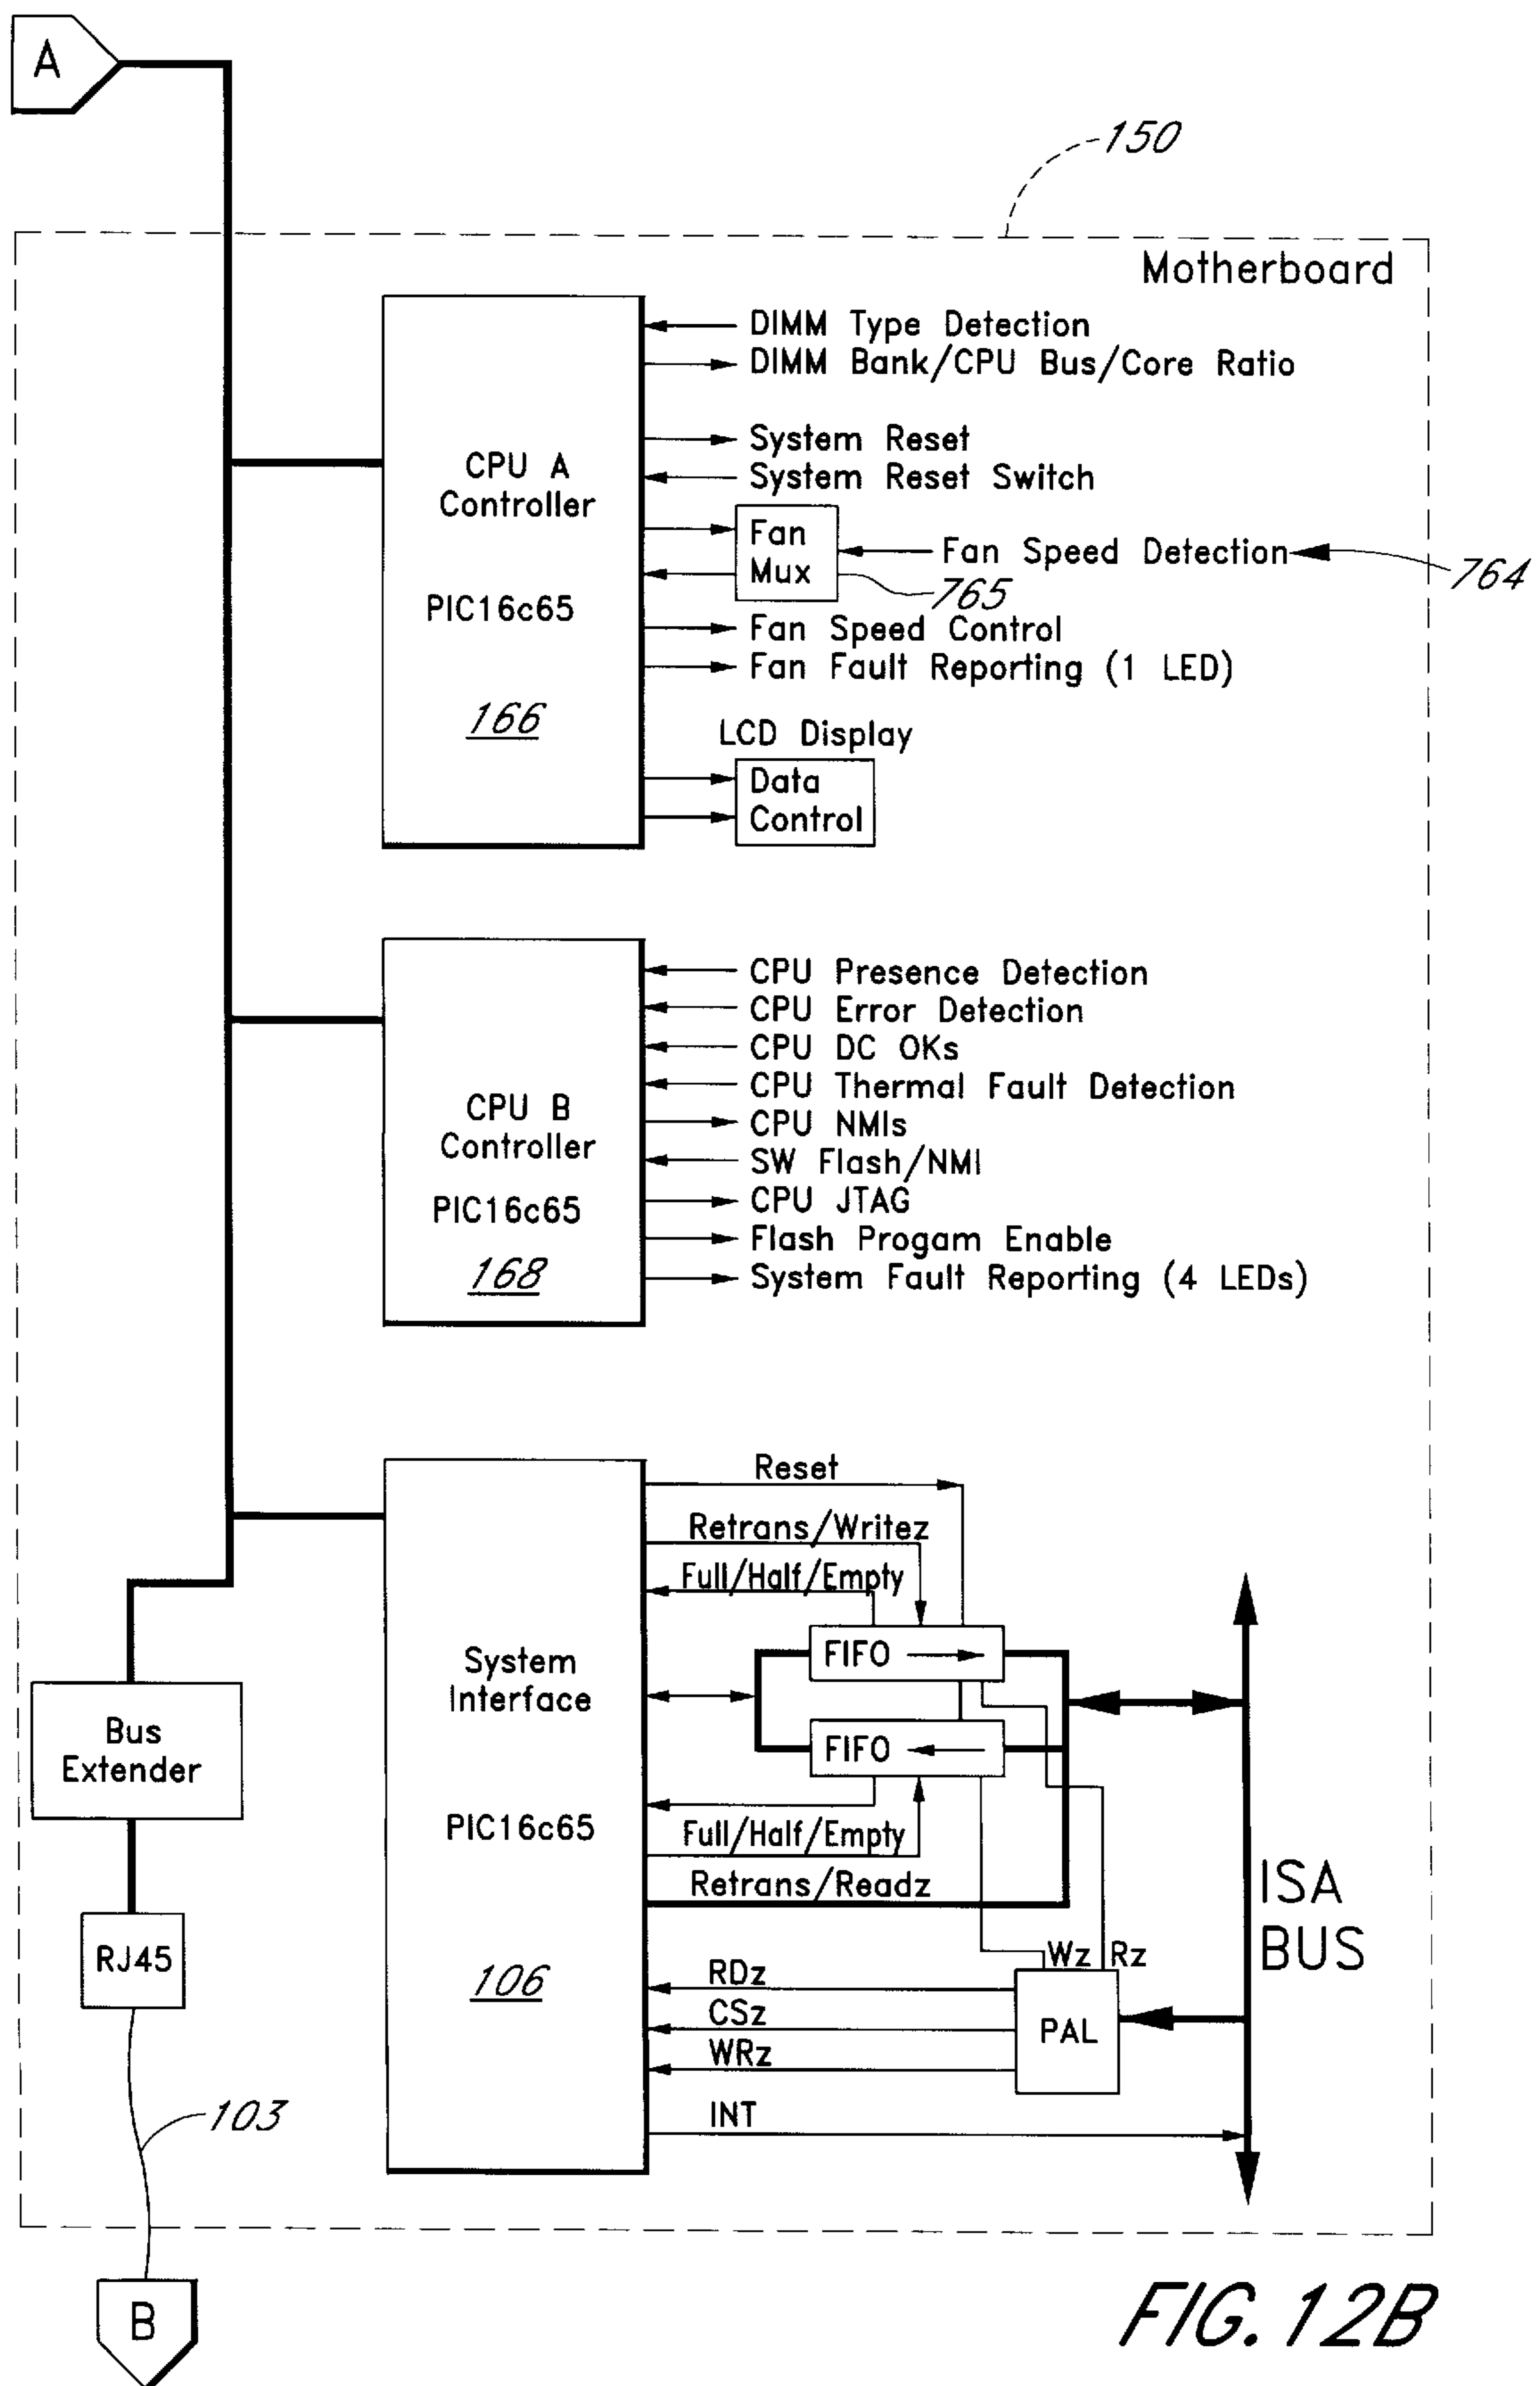 A
150
Motherboard
DIMM Type Detection
DIMM Bank/CPU Bus/Core Ratio
System Reset
System Reset Switch
CPU A
Controller
PIC16c65
166
Fan
Mux
Fan Speed Detection
764
765
Fan Speed Control
Fan Fault Reporting (1 LED)
LCD Display
Data
Control
CPU Presence Detection
CPU Error Detection
CPU DC OKs
CPU Thermal Fault Detection
CPU NMIs
SW Flash/NMI
CPU JTAG
Flash Progam Enable
System Fault Reporting (4 LEDs)
CPU B
Controller
PIC16c65
168
Reset
Retrans/Writez
Full/Half/Empty
FIFO
FIFO
Full/Half/Empty
Retrans/Readz
System
Interface
PIC16c65
106
Bus
Extender
RJ45
103
Wz Rz
RDz
CSz
WRz
INT
PAL
ISA
BUS
B
FIG. 12B